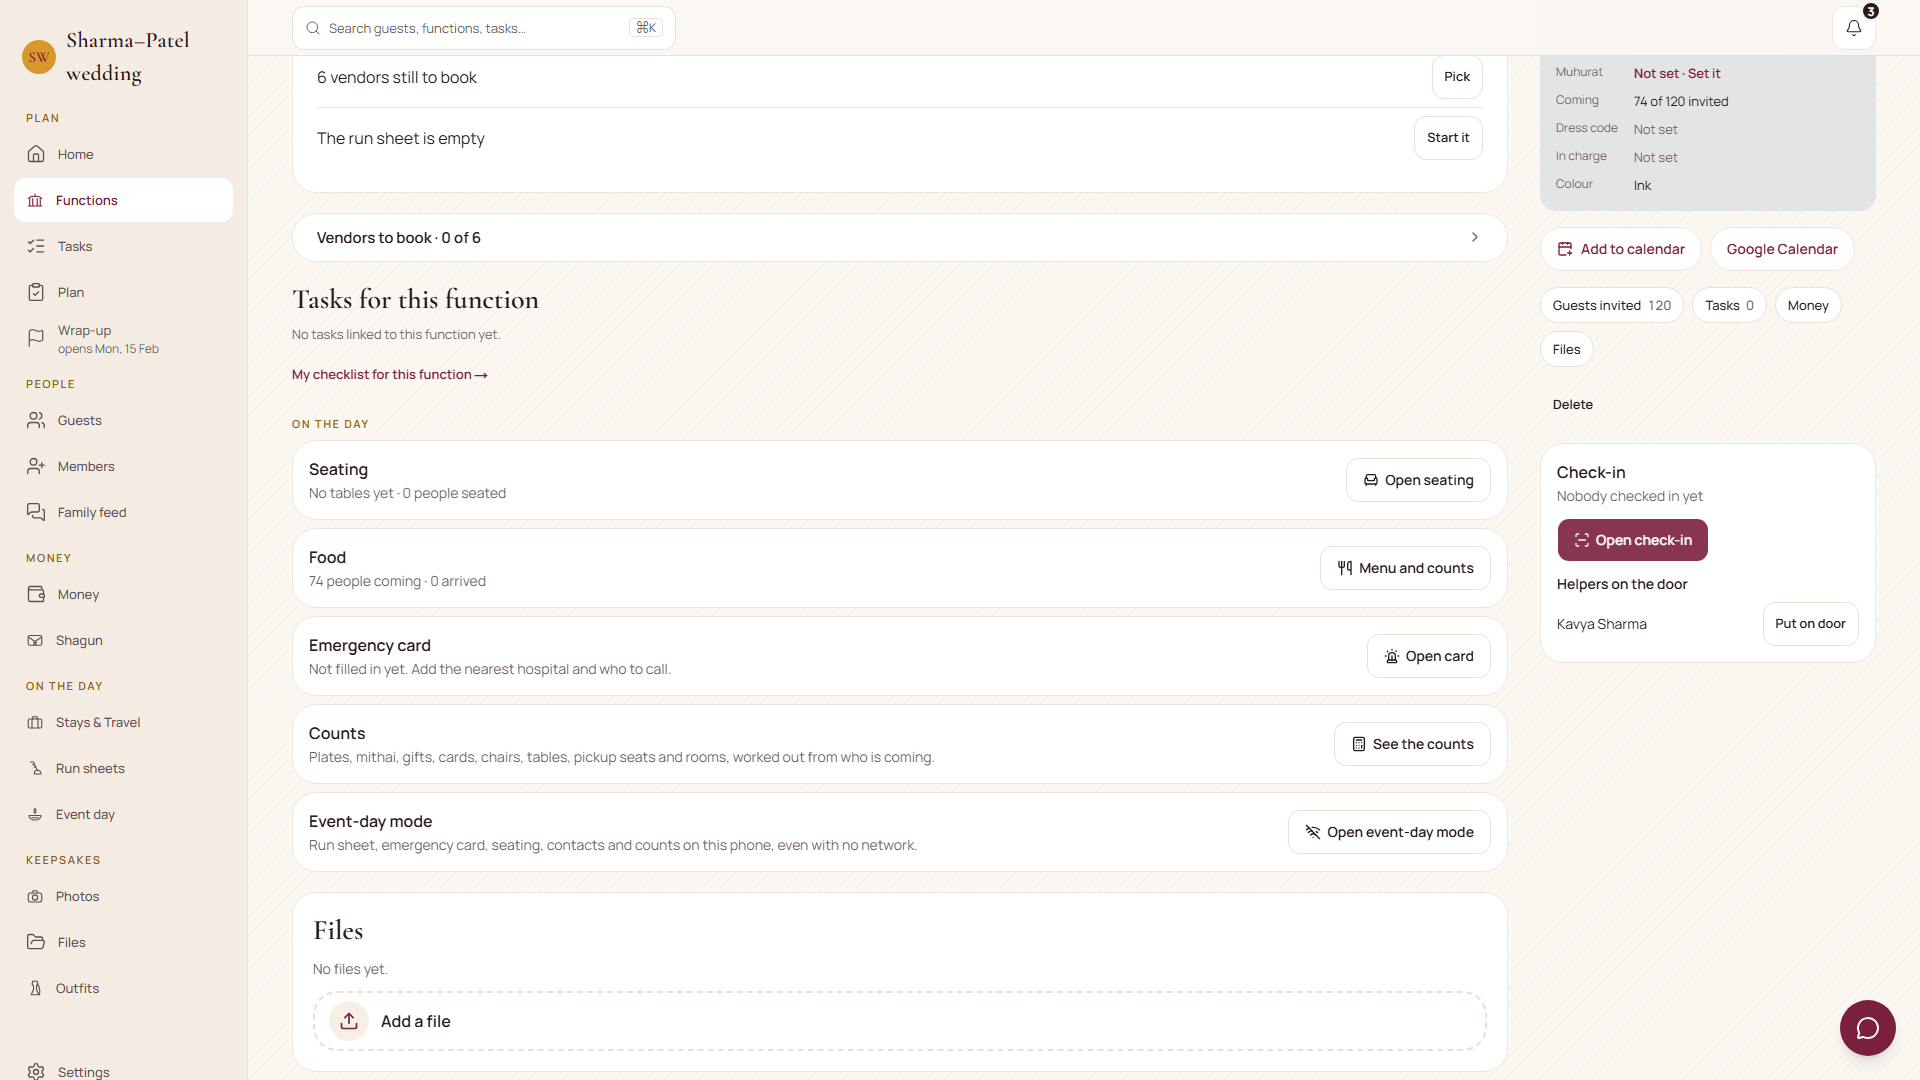 SW
Sharma–Patel
wedding
PLAN
Home
Functions
Tasks
Plan
Wrap-up
opens Mon, 15 Feb
PEOPLE
Guests
Members
Family feed
MONEY
Money
Shagun
ON THE DAY
Stays & Travel
Run sheets
Event day
KEEPSAKES
Photos
Files
Outfits
Settings
Search guests, functions, tasks...
⌘K
3
6 vendors still to book
Pick
The run sheet is empty
Start it
Vendors to book · 0 of 6
Tasks for this function
No tasks linked to this function yet.
My checklist for this function →
ON THE DAY
Seating
No tables yet · 0 people seated
Open seating
Food
74 people coming · 0 arrived
Menu and counts
Emergency card
Not filled in yet. Add the nearest hospital and who to call.
Open card
Counts
Plates, mithai, gifts, cards, chairs, tables, pickup seats and rooms, worked out from who is coming.
See the counts
Event-day mode
Run sheet, emergency card, seating, contacts and counts on this phone, even with no network.
Open event-day mode
Files
No files yet.
Add a file
Muhurat Not set · Set it
Coming 74 of 120 invited
Dress code Not set
In charge Not set
Colour Ink
Add to calendar
Google Calendar
Guests invited 120
Tasks 0
Money
Files
Delete
Check-in
Nobody checked in yet
Open check-in
Helpers on the door
Kavya Sharma
Put on door